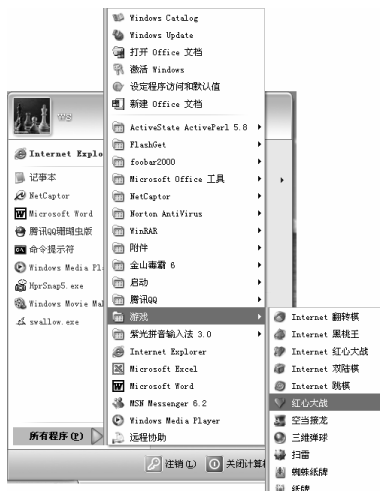 Windows Catalog
Windows Update
打开 Office 文档
激活 Windows
设定程序访问和默认值
新建 Office 文档
ActiveState ActivePerl 5.8
FlashGet
foobar2000
Microsoft Office 工具
NetCaptor
Norton AntiVirus
WinRAR
附件
金山毒霸 6
启动
腾讯QQ
游戏
紫光拼音输入法 3.0
Internet Explorer
Microsoft Excel
Microsoft Word
MSN Messenger 6.2
Windows Media Player
远程协助
ws
Internet Explo
记事本
NetCaptor
Microsoft Word
腾讯QQ珊瑚虫版
命令提示符
Windows Media Pl
HprSnap5.exe
Windows Movie Mak
swallow.exe
所有程序(P)
注销(L)
关闭计算机
Internet 翻转棋
Internet 黑桃王
Internet 红心大战
Internet 双陆棋
Internet 跳棋
红心大战
空当接龙
三维弹球
扫雷
蜘蛛纸牌
纸牌